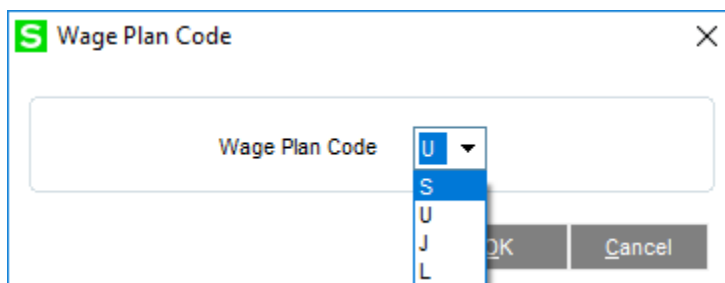 S Wage Plan Code
Wage Plan Code U
S
U
J
L
OK Cancel